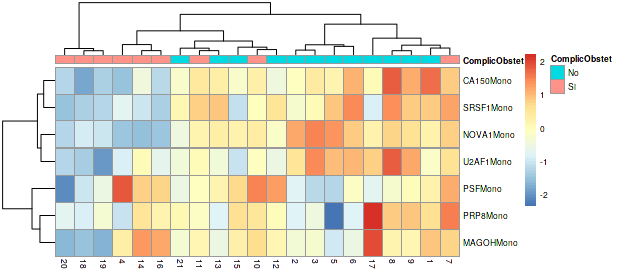 ComplicObstet
ComplicObstet
No
SI
CA150Mono
SRSF1Mono
NOVA1Mono
U2AF1Mono
PSFMono
PRP8Mono
MAGOHMono
2
1
0
-1
-2
20 18 19 4 14 16 21 11 13 15 10 12 2 3 5 6 17 8 9 1 7